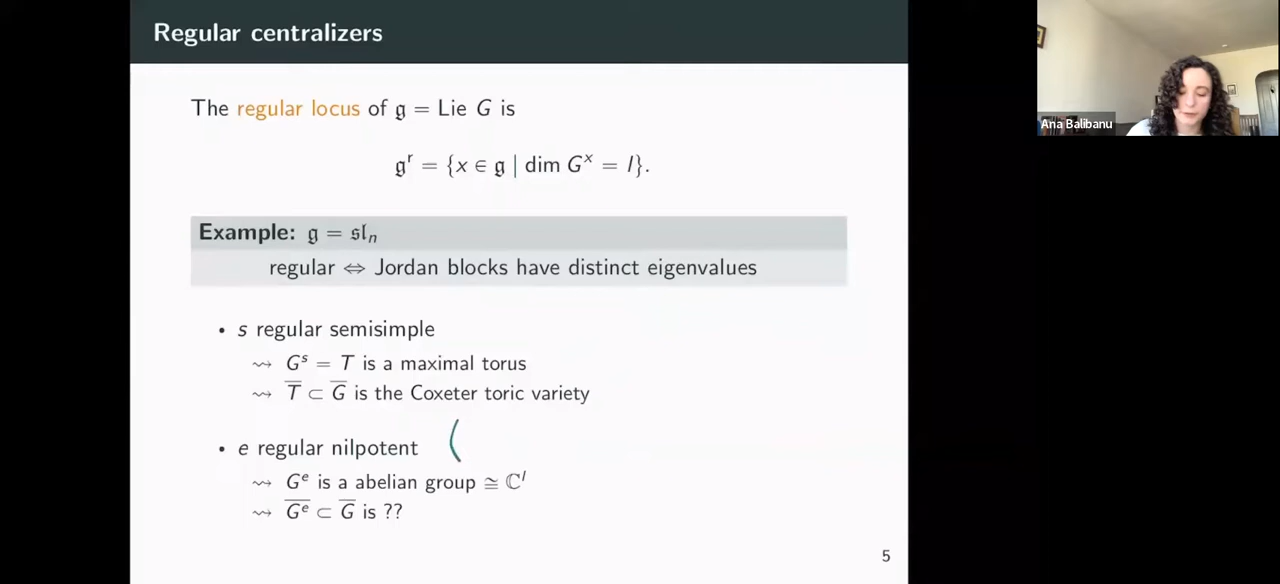 Regular centralizers
The regular locus of 𝔤 = Lie G is
𝔤ʳ = {x ∈ 𝔤 | dim Gˣ = l}.
Example: 𝔤 = 𝔰𝔩ₙ
regular ⇔ Jordan blocks have distinct eigenvalues
• s regular semisimple
⇝ Gˢ = T is a maximal torus
⇝ T̅ ⊂ G̅ is the Coxeter toric variety
• e regular nilpotent (
⇝ Gᵉ is a abelian group ≅ ℂˡ
⇝ G̅ᵉ̅ ⊂ G̅ is ??
5
Ana Balibanu